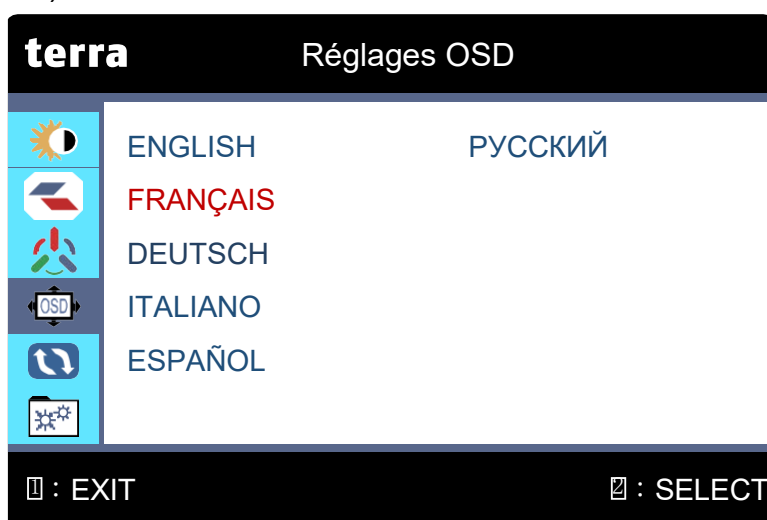 terra Réglages OSD
ENGLISH РУССКИЙ
FRANÇAIS
DEUTSCH
OSD ITALIANO
ESPAÑOL
1 : EXIT 2 : SELECT